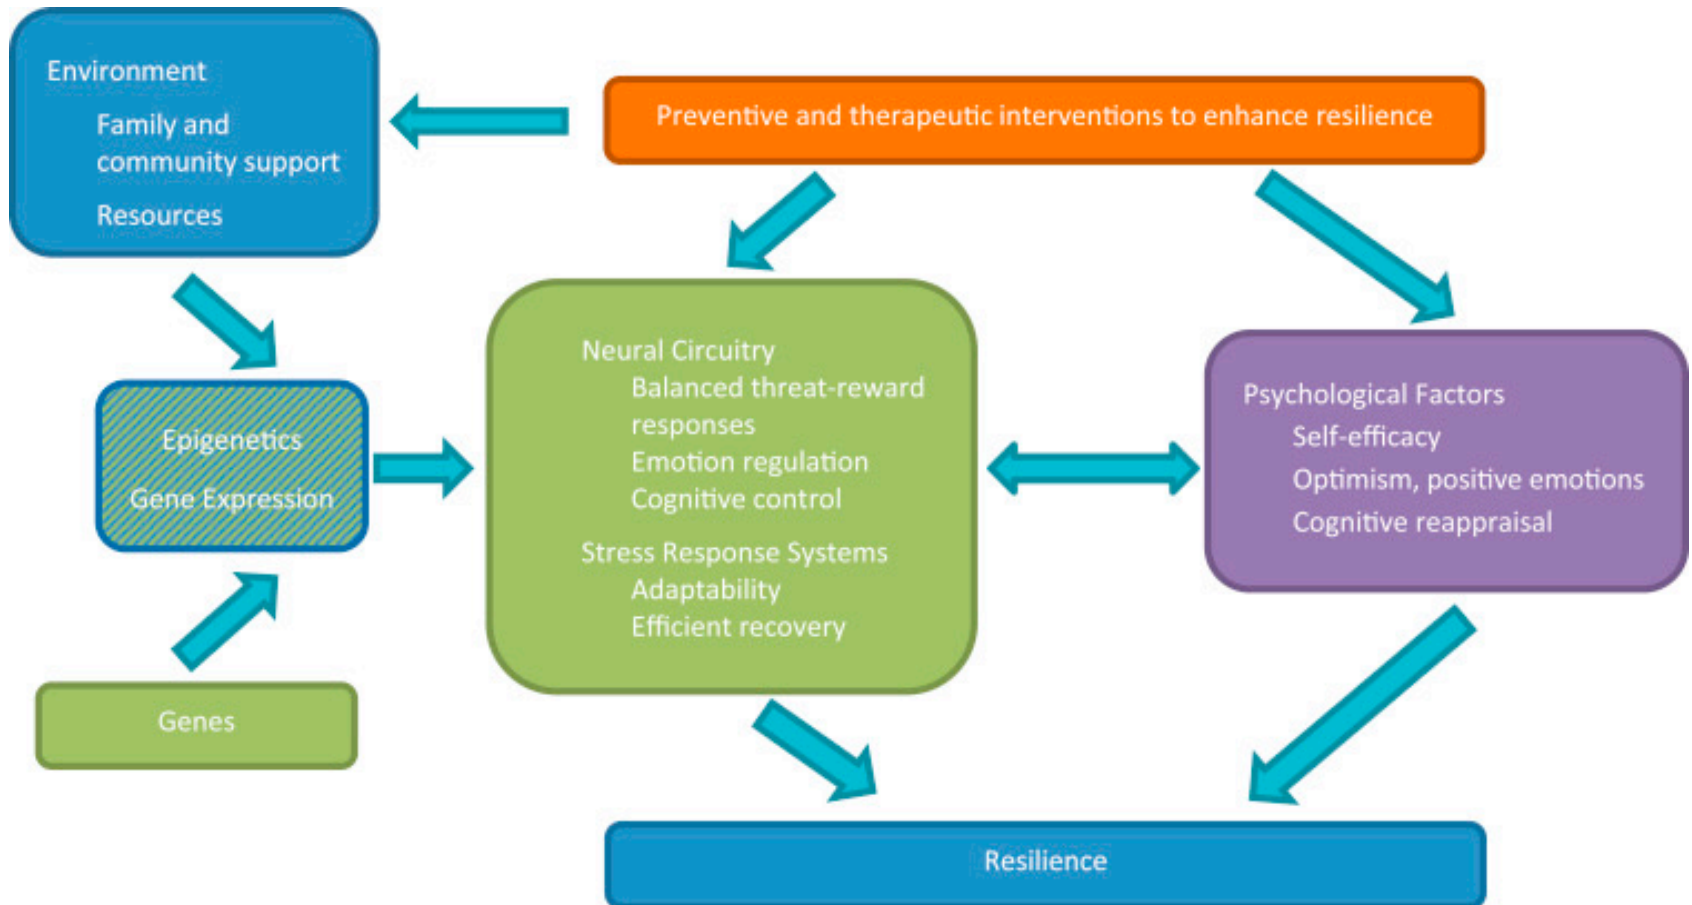 Environment
Family and
community support
Resources
Preventive and therapeutic interventions to enhance resilience
Epigenetics
Gene Expression
Genes
Neural Circuitry
Balanced threat-reward
responses
Emotion regulation
Cognitive control
Stress Response Systems
Adaptability
Efficient recovery
Psychological Factors
Self-efficacy
Optimism, positive emotions
Cognitive reappraisal
Resilience